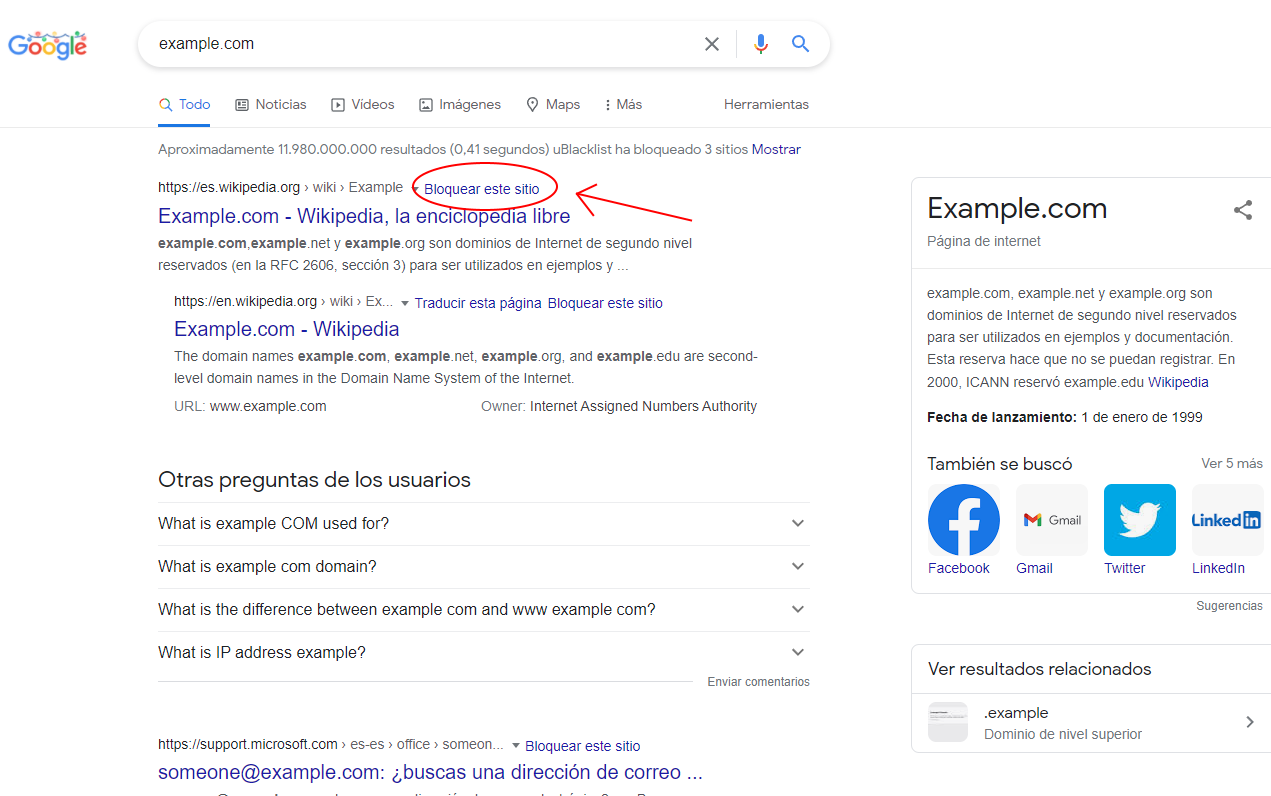 Google
example.com
Todo
Noticias
Vídeos
Imágenes
Maps
Más
Herramientas
Aproximadamente 11.980.000.000 resultados (0,41 segundos) uBlacklist ha bloqueado 3 sitios Mostrar
https://es.wikipedia.org › wiki › Example Bloquear este sitio
Example.com - Wikipedia, la enciclopedia libre
example.com,example.net y example.org son dominios de Internet de segundo nivel
reservados (en la RFC 2606, sección 3) para ser utilizados en ejemplos y ...
https://en.wikipedia.org › wiki › Ex... Traducir esta página Bloquear este sitio
Example.com - Wikipedia
The domain names example.com, example.net, example.org, and example.edu are second-
level domain names in the Domain Name System of the Internet.
URL: www.example.com Owner: Internet Assigned Numbers Authority
Otras preguntas de los usuarios
What is example COM used for?
What is example com domain?
What is the difference between example com and www example com?
What is IP address example?
Enviar comentarios
https://support.microsoft.com › es-es › office › someon... Bloquear este sitio
someone@example.com: ¿buscas una dirección de correo ...
Example.com
Página de internet
example.com, example.net y example.org son
dominios de Internet de segundo nivel reservados
para ser utilizados en ejemplos y documentación.
Esta reserva hace que no se puedan registrar. En
2000, ICANN reservó example.edu Wikipedia
Fecha de lanzamiento: 1 de enero de 1999
También se buscó
Ver 5 más
Gmail
Linked in
Facebook
Gmail
Twitter
LinkedIn
Sugerencias
Ver resultados relacionados
.example
Dominio de nivel superior